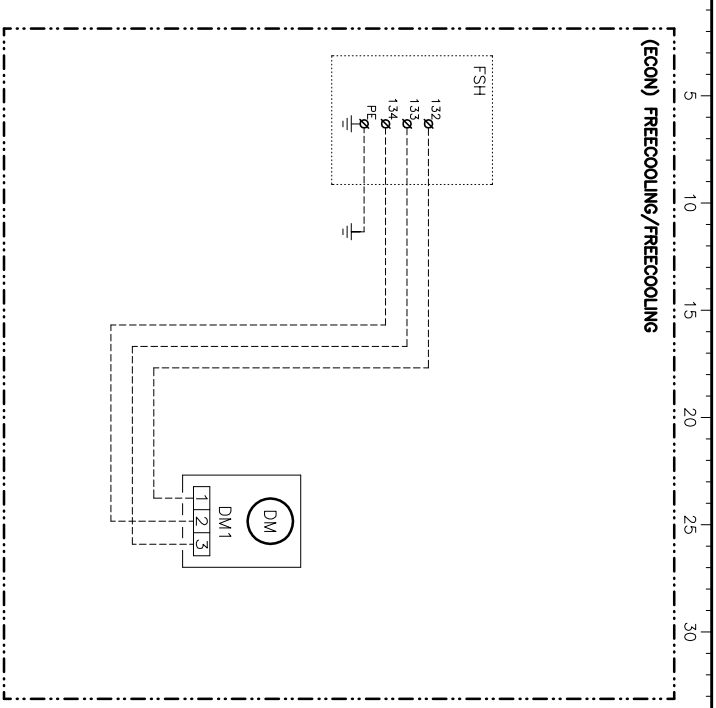 5 10 15 20 25 30
(ECON) FREECOOLING/FREECOOLING
FSH
132
133
134
PE
DM
DM1
1 2 3